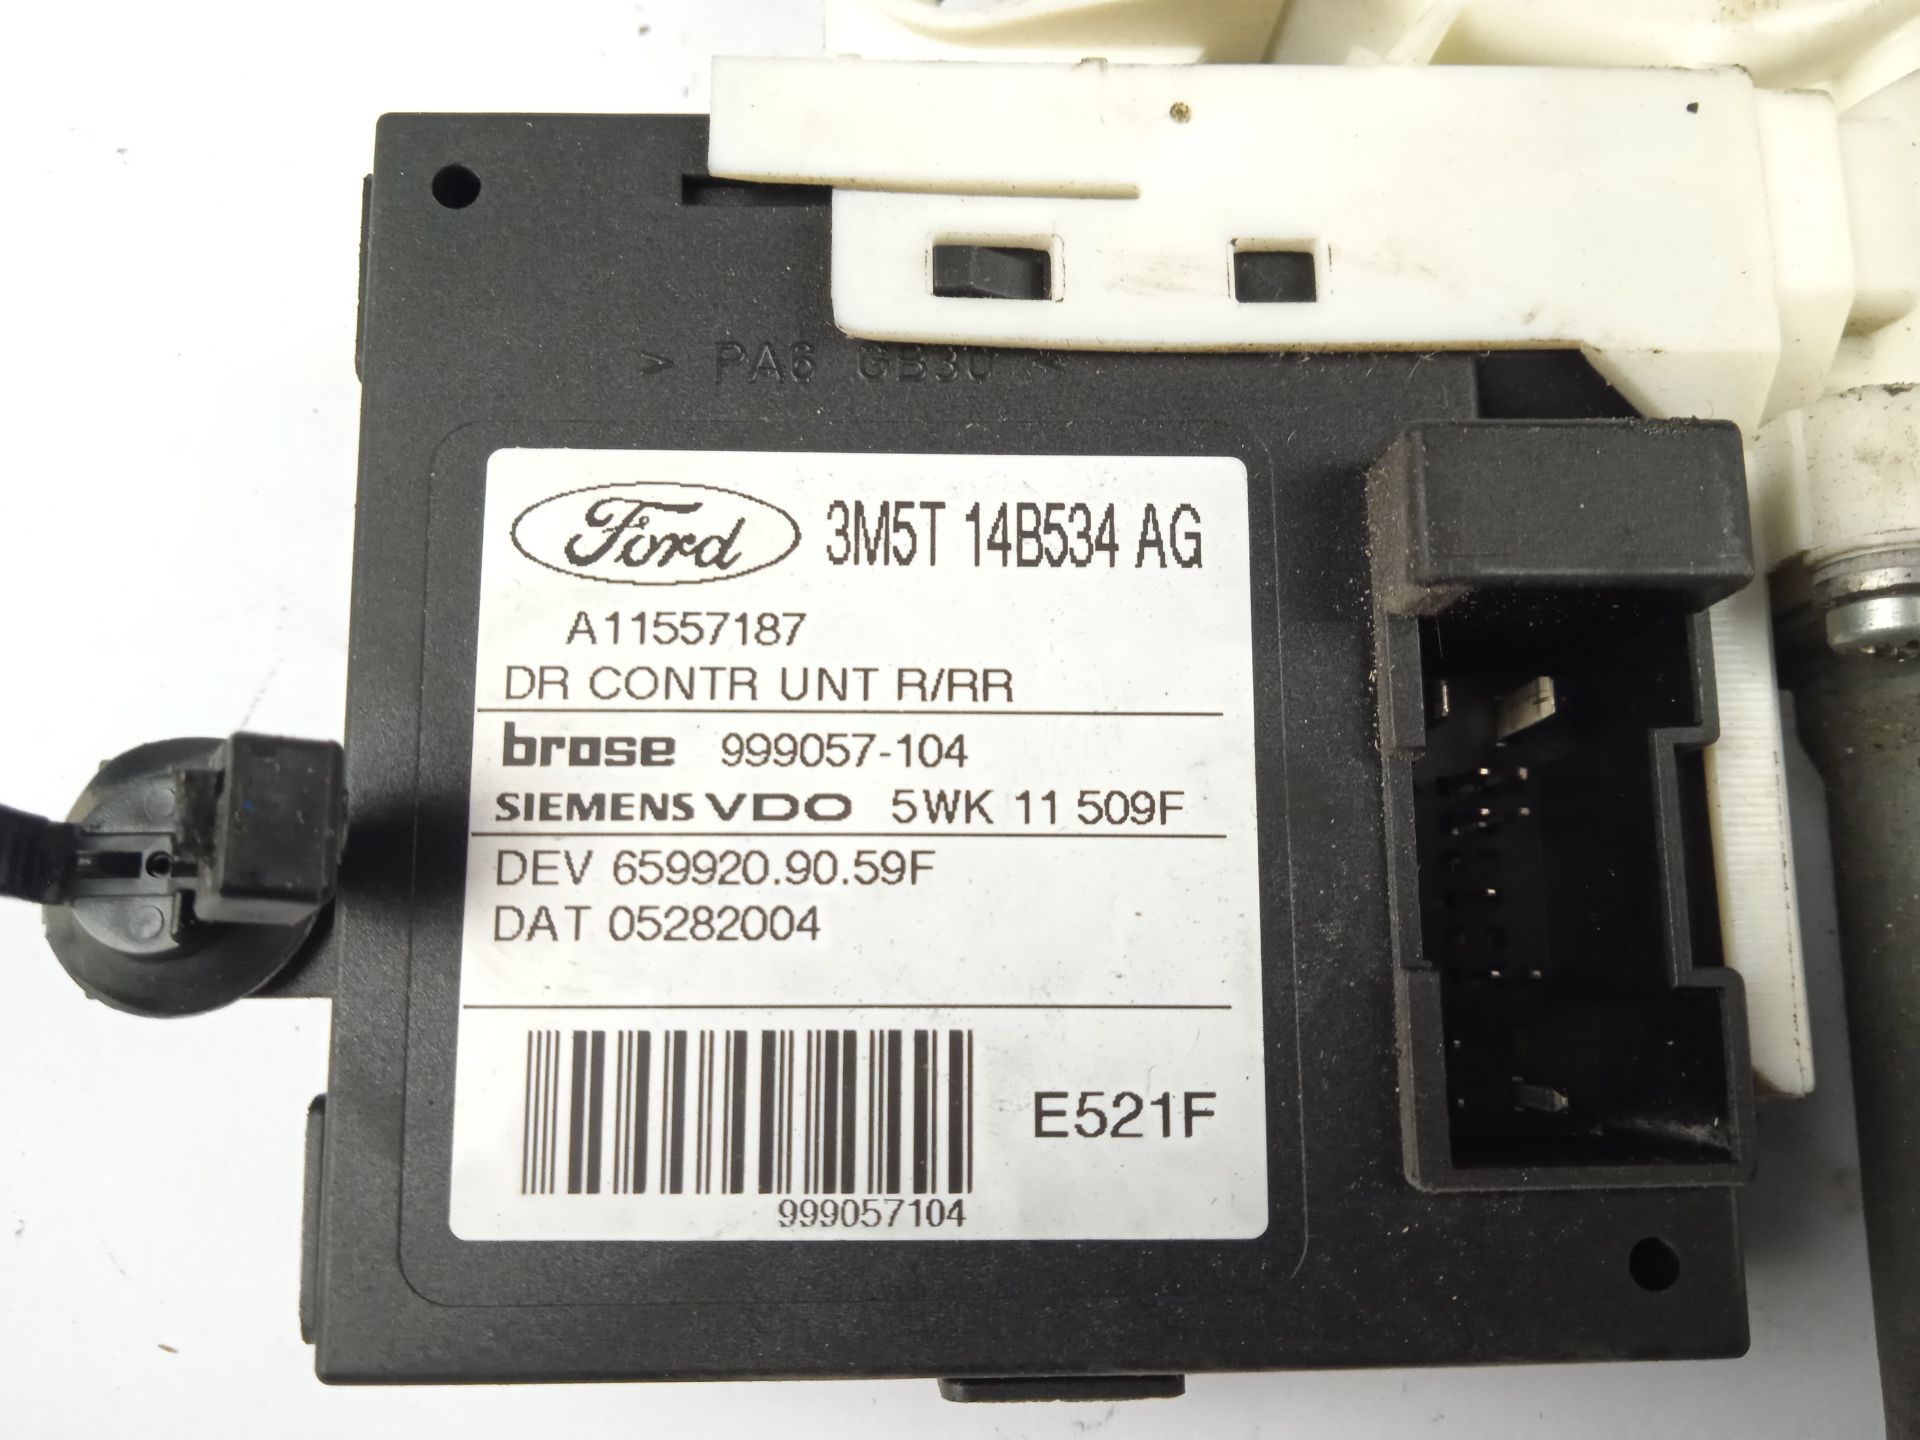 > PA6 GB30 <
Ford 3M5T 14B534 AG
A11557187
DR CONTR UNT R/RR
brose 999057-104
SIEMENS VDO 5WK 11 509F
DEV 659920.90.59F
DAT 05282004
E521F
999057104